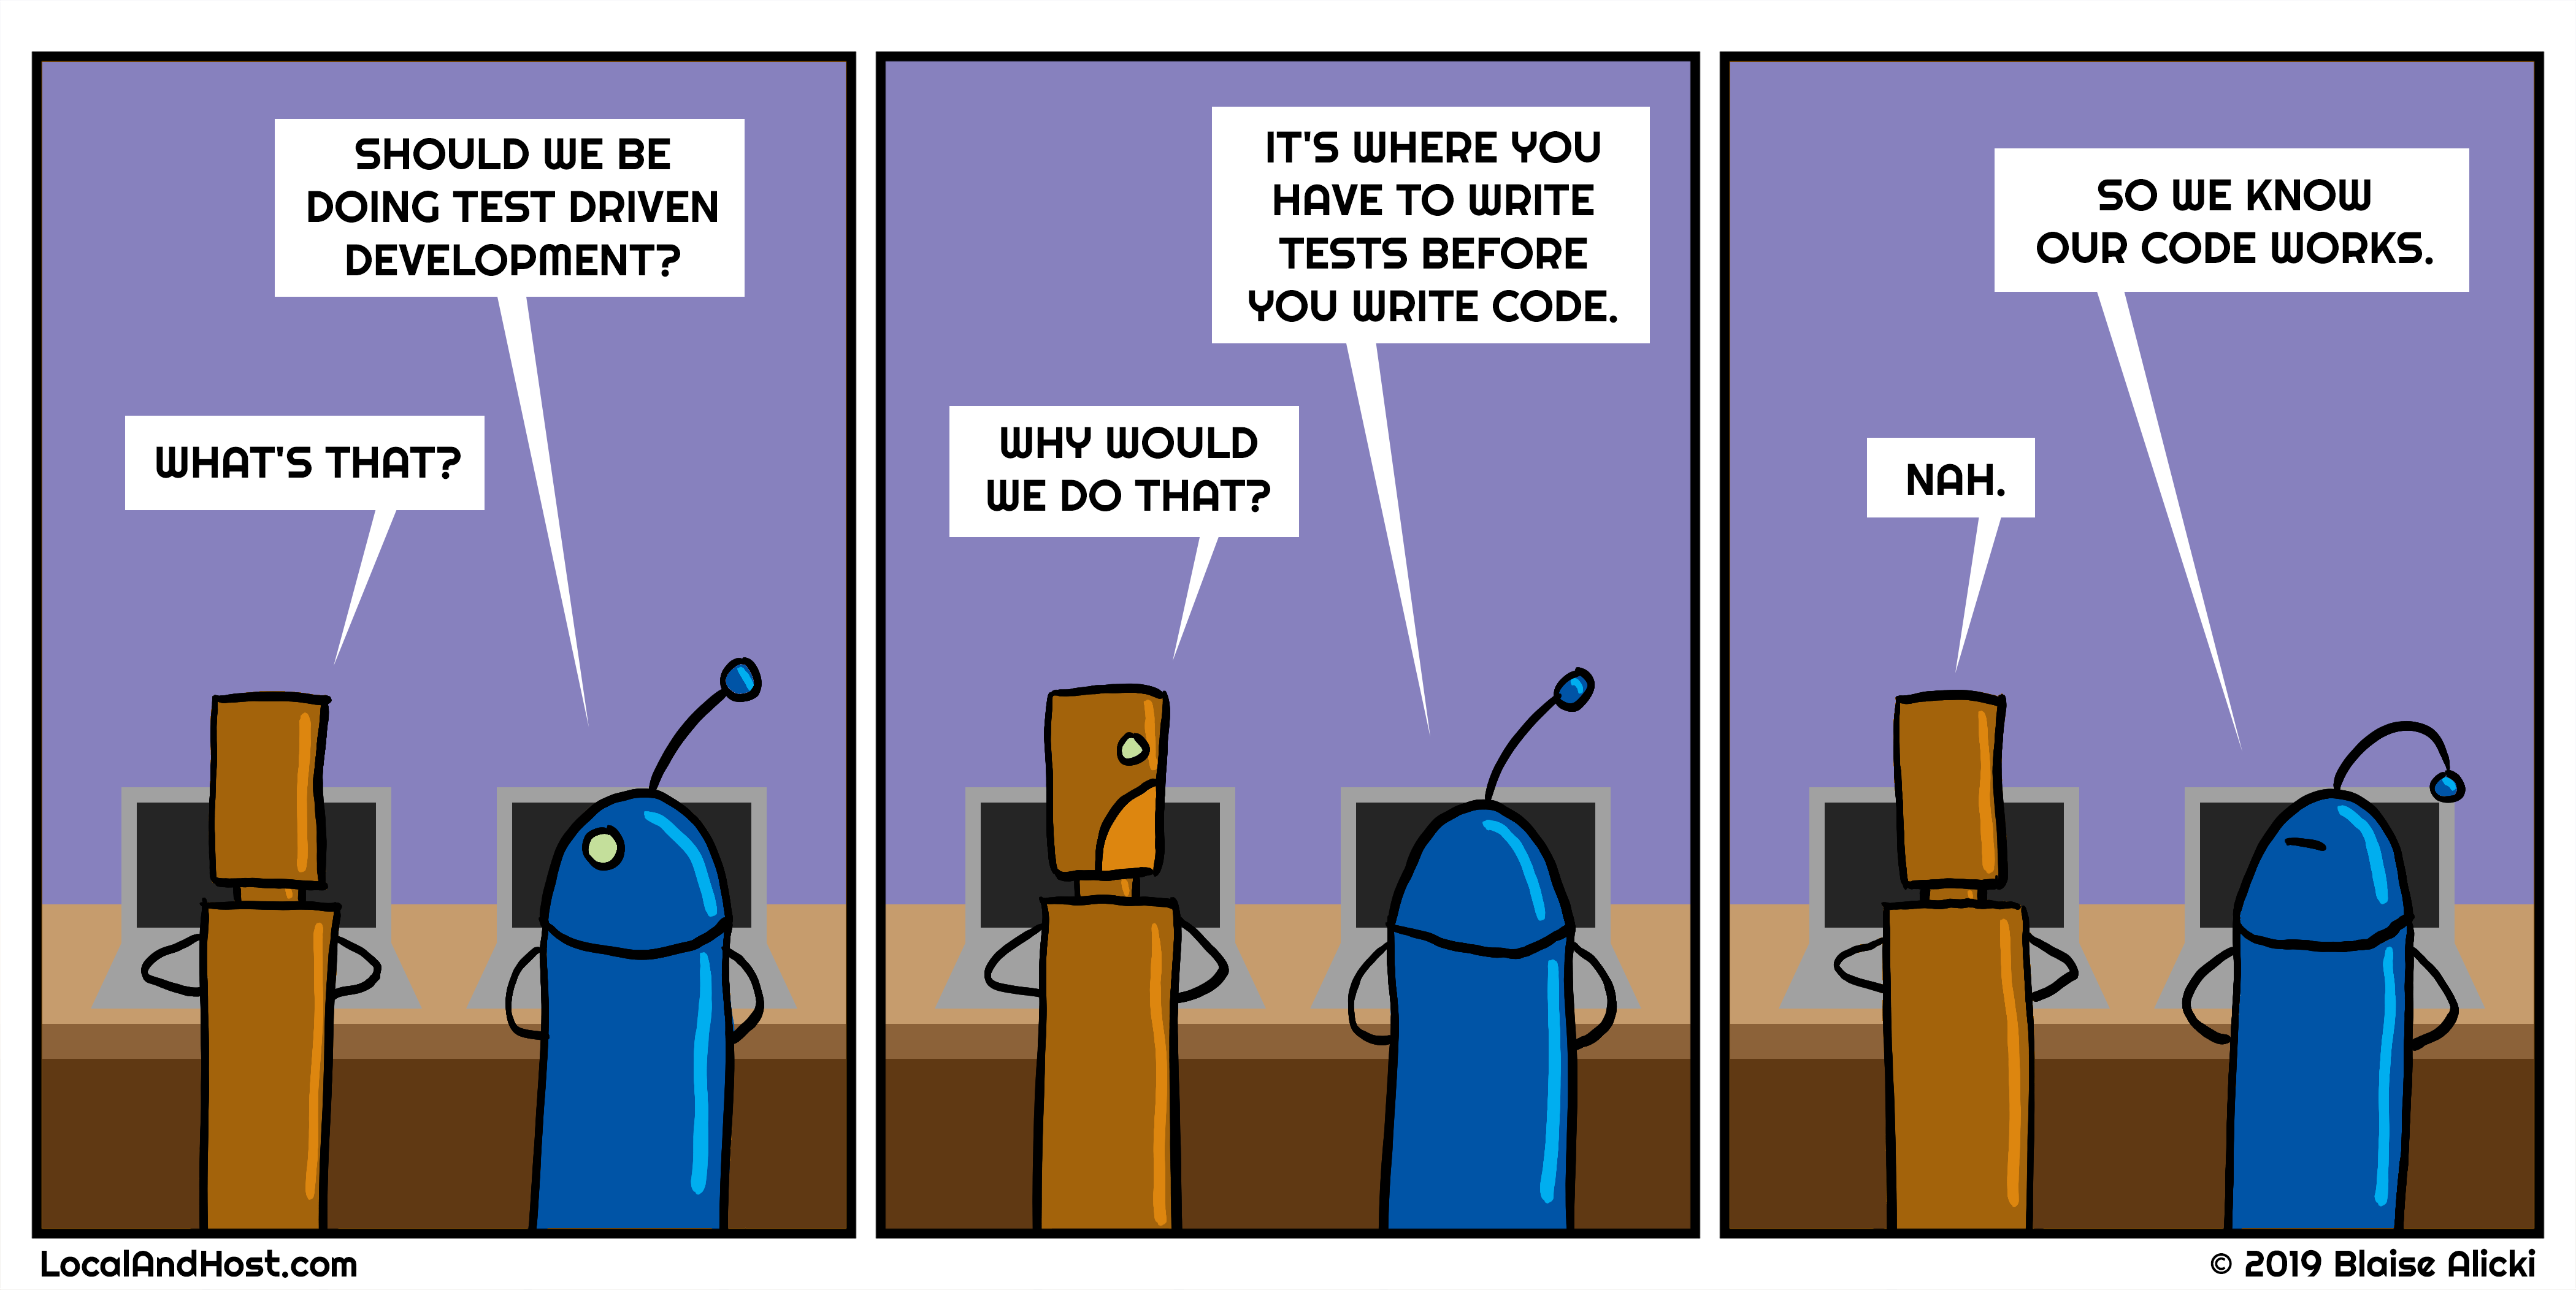 SHOULD WE BE
DOING TEST DRIVEN
DEVELOPMENT?
WHAT'S THAT?
IT'S WHERE YOU
HAVE TO WRITE
TESTS BEFORE
YOU WRITE CODE.
WHY WOULD
WE DO THAT?
SO WE KNOW
OUR CODE WORKS.
NAH.
LocalAndHost.com
© 2019 Blaise Alicki